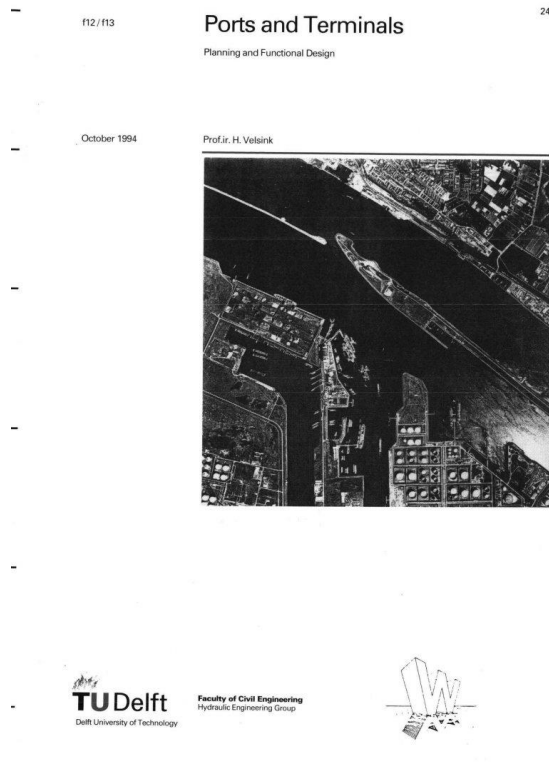 f12/f13
Ports and Terminals
24
Planning and Functional Design
October 1994
Prof.ir. H. Velsink
TU Delft
Delft University of Technology
Faculty of Civil Engineering
Hydraulic Engineering Group